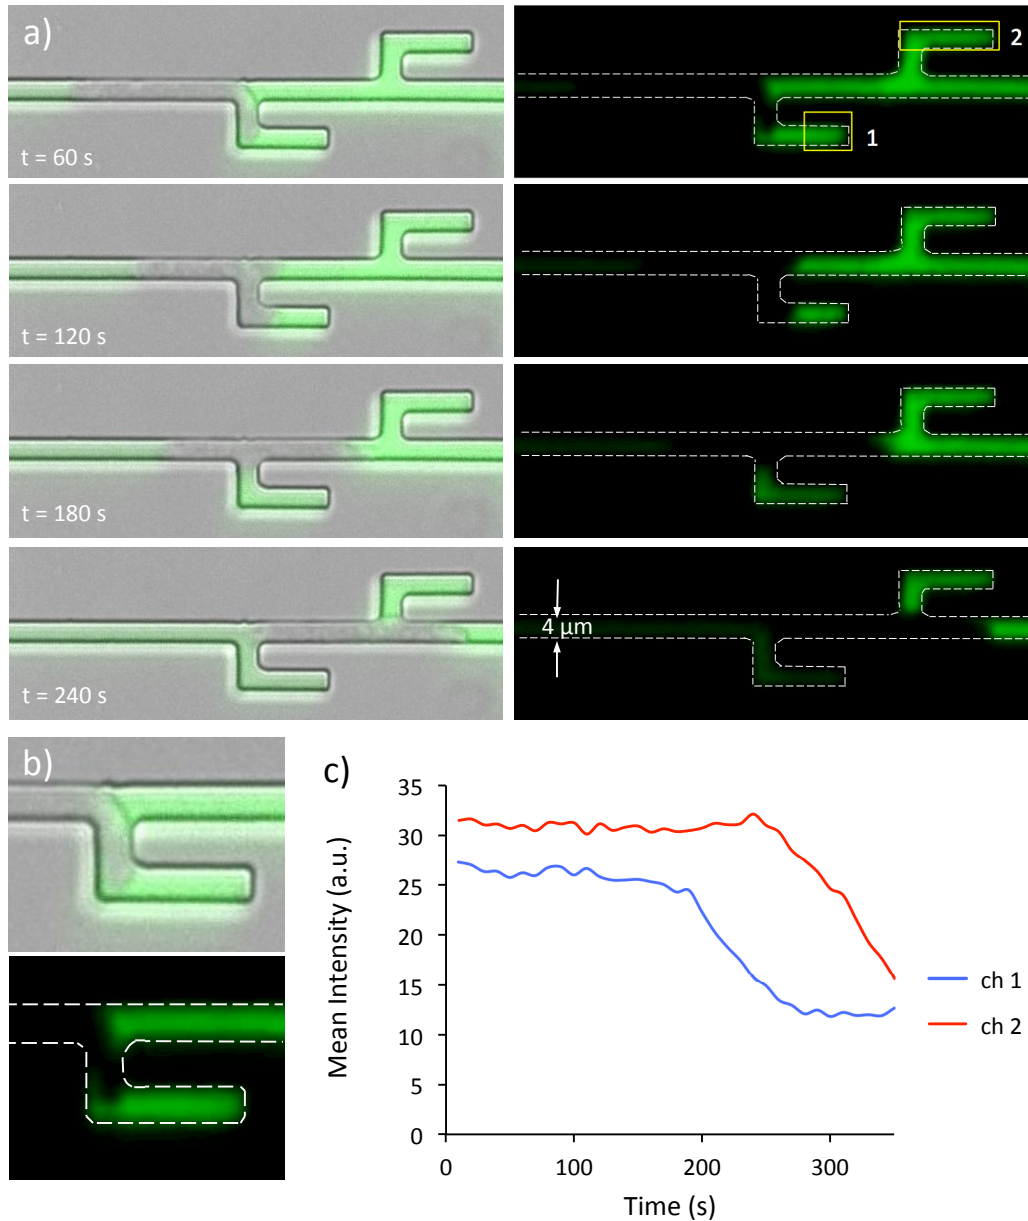 a)
2
1
t = 60 s
t = 120 s
t = 180 s
4 μm
t = 240 s
b)
c)
35
30
25
20
15
10
5
0
Mean Intensity (a.u.)
0
100
200
300
Time (s)
ch 1
ch 2